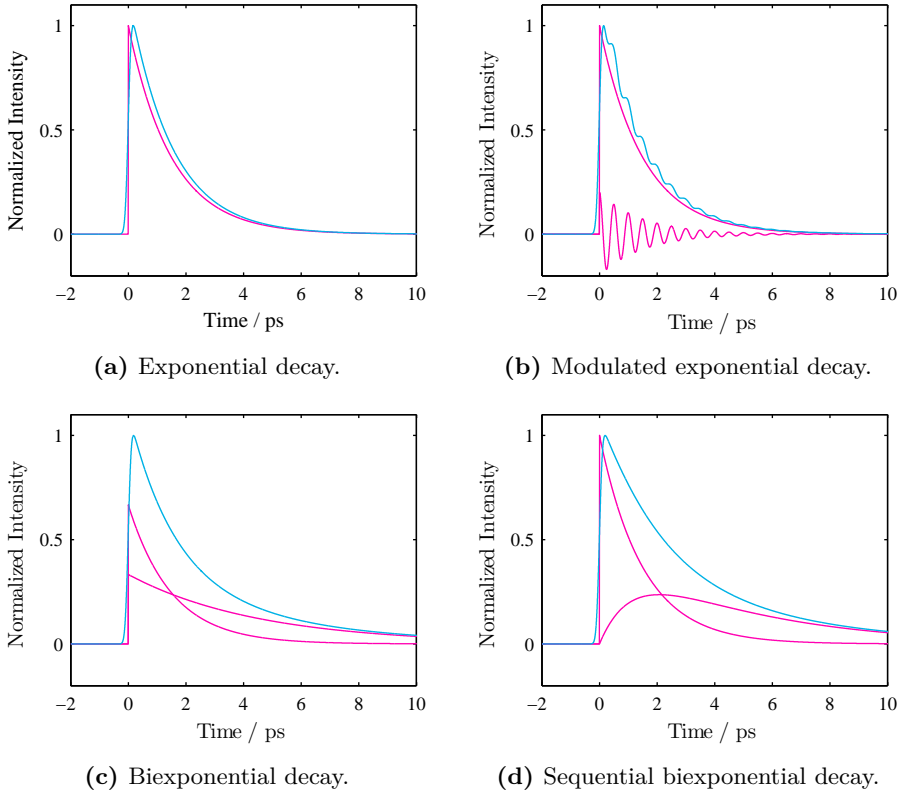 Normalized Intensity
1
0.5
0
−2 0 2 4 6 8 10
Time / ps
(a) Exponential decay.
Normalized Intensity
1
0.5
0
−2 0 2 4 6 8 10
Time / ps
(b) Modulated exponential decay.
Normalized Intensity
1
0.5
0
−2 0 2 4 6 8 10
Time / ps
(c) Biexponential decay.
Normalized Intensity
1
0.5
0
−2 0 2 4 6 8 10
Time / ps
(d) Sequential biexponential decay.